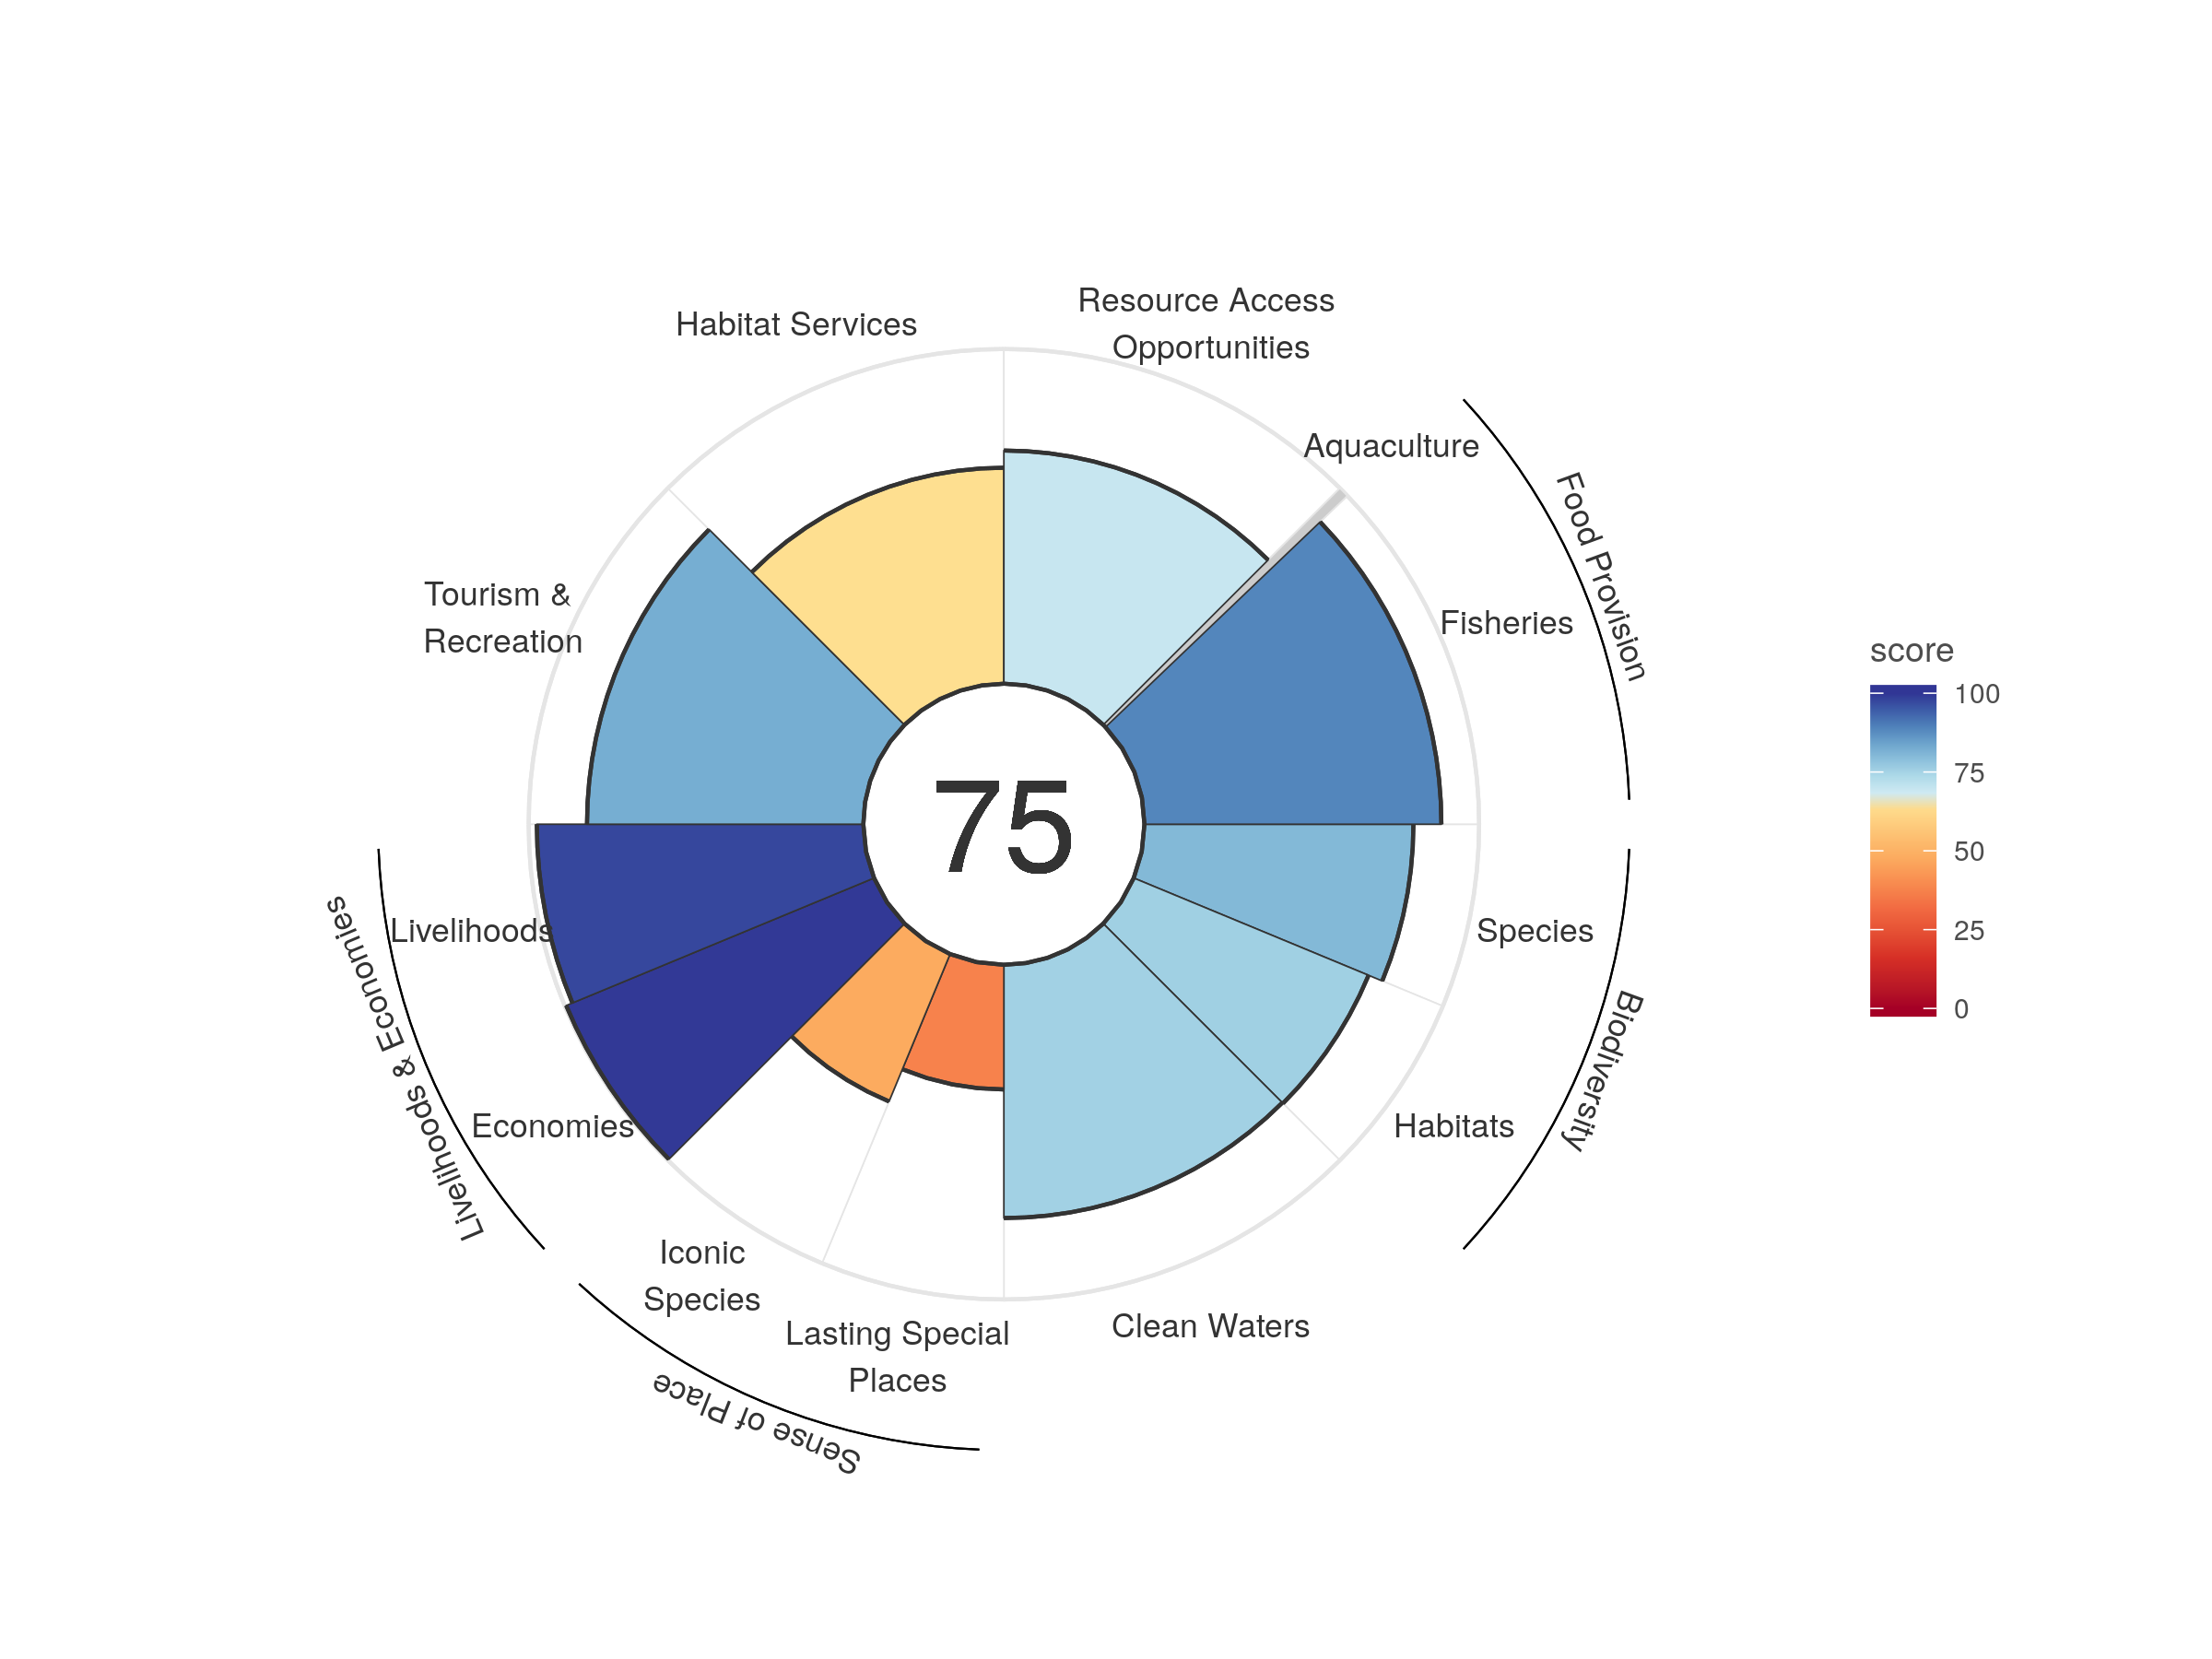 Resource Access
Opportunities
Habitat Services
Aquaculture
Food Provision
Tourism &
Recreation
Fisheries
score
100
75
50
25
0
75
Livelihoods
Species
Livelihoods & Economies
Biodiversity
Economies
Habitats
Iconic
Species
Lasting Special
Places
Clean Waters
Sense of Place